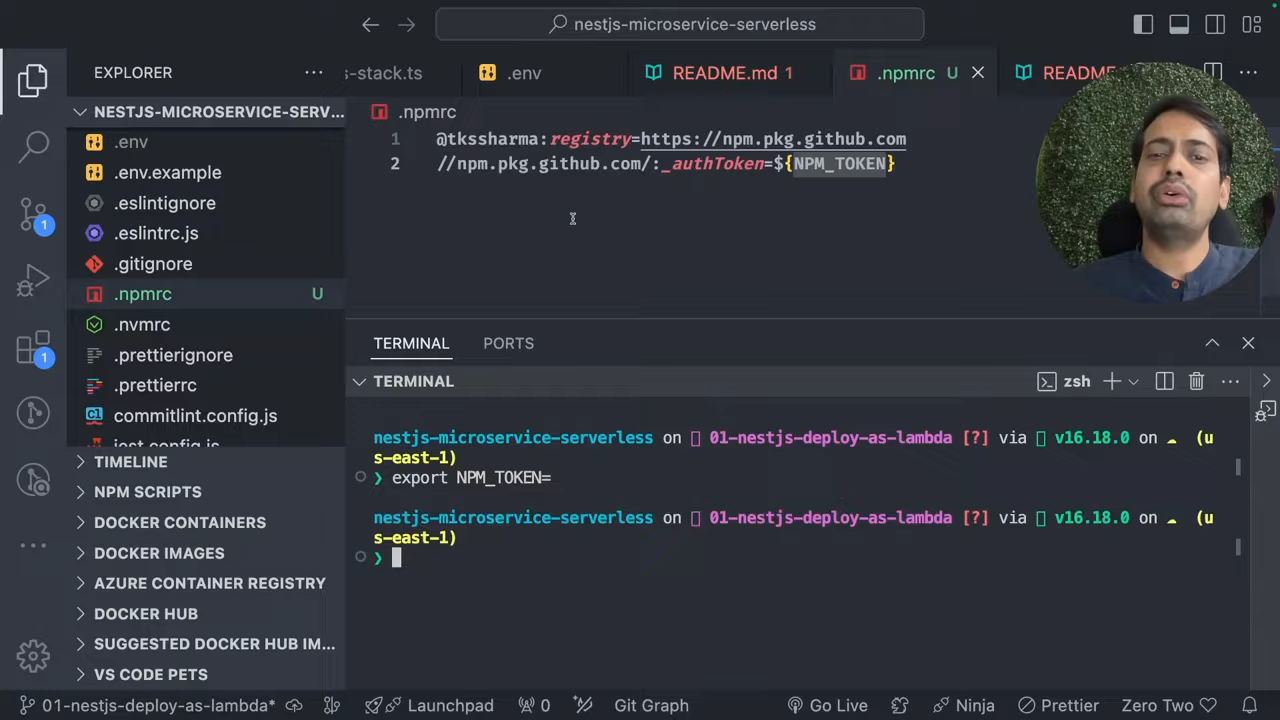 nestjs-microservice-serverless
EXPLORER
s-stack.ts
.env
README.md 1
.npmrc U
README
NESTJS-MICROSERVICE-SERV...
.env
.env.example
.eslintignore
.eslintrc.js
.gitignore
.npmrc U
.nvmrc
.prettierignore
.prettierrc
commitlint.config.js
jest.config.js
TIMELINE
NPM SCRIPTS
DOCKER CONTAINERS
DOCKER IMAGES
AZURE CONTAINER REGISTRY
DOCKER HUB
SUGGESTED DOCKER HUB IM...
VS CODE PETS
1
1
.npmrc
1 @tkssharma:registry=https://npm.pkg.github.com
2 //npm.pkg.github.com/:_authToken=${NPM_TOKEN}
TERMINAL PORTS
TERMINAL
zsh
nestjs-microservice-serverless on 01-nestjs-deploy-as-lambda [?] via v16.18.0 on (u
s-east-1)
❯ export NPM_TOKEN=
nestjs-microservice-serverless on 01-nestjs-deploy-as-lambda [?] via v16.18.0 on (u
s-east-1)
❯
01-nestjs-deploy-as-lambda* Launchpad 0 Git Graph Go Live Ninja Prettier Zero Two